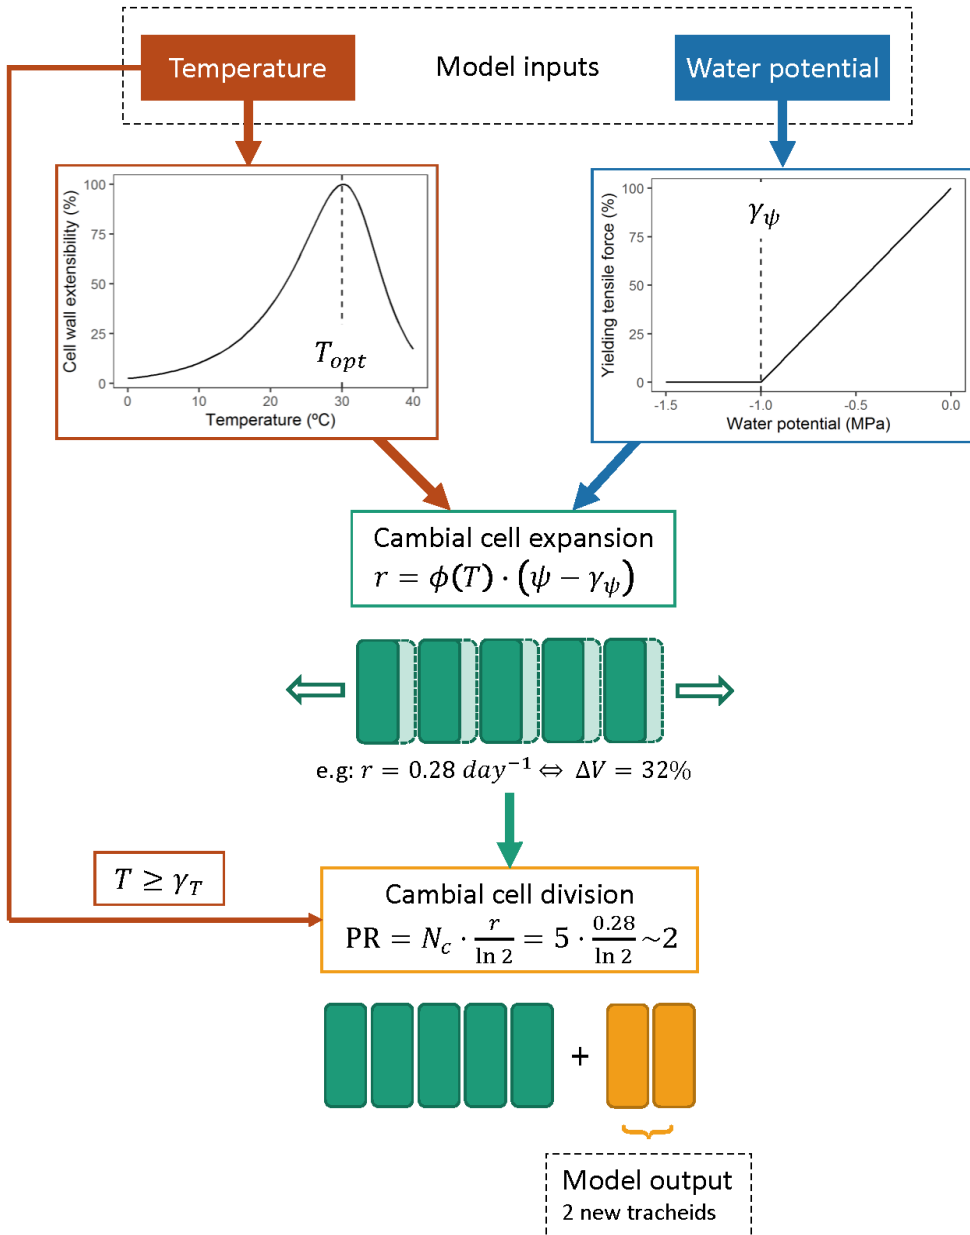 Temperature
Model inputs
Water potential
Cell wall extensibility (%)
100
75
50
25
0
T_opt
0 10 20 30 40
Temperature (ºC)
Yielding tensile force (%)
100
75
50
25
0
γ_ψ
-1.5 -1.0 -0.5 0.0
Water potential (MPa)
Cambial cell expansion
r = ϕ(T) · (ψ − γ_ψ)
e.g: r = 0.28 day⁻¹ ⇔ ΔV = 32%
T ≥ γ_T
Cambial cell division
PR = N_c · r/ln 2 = 5 · 0.28/ln 2 ~2
+
Model output
2 new tracheids